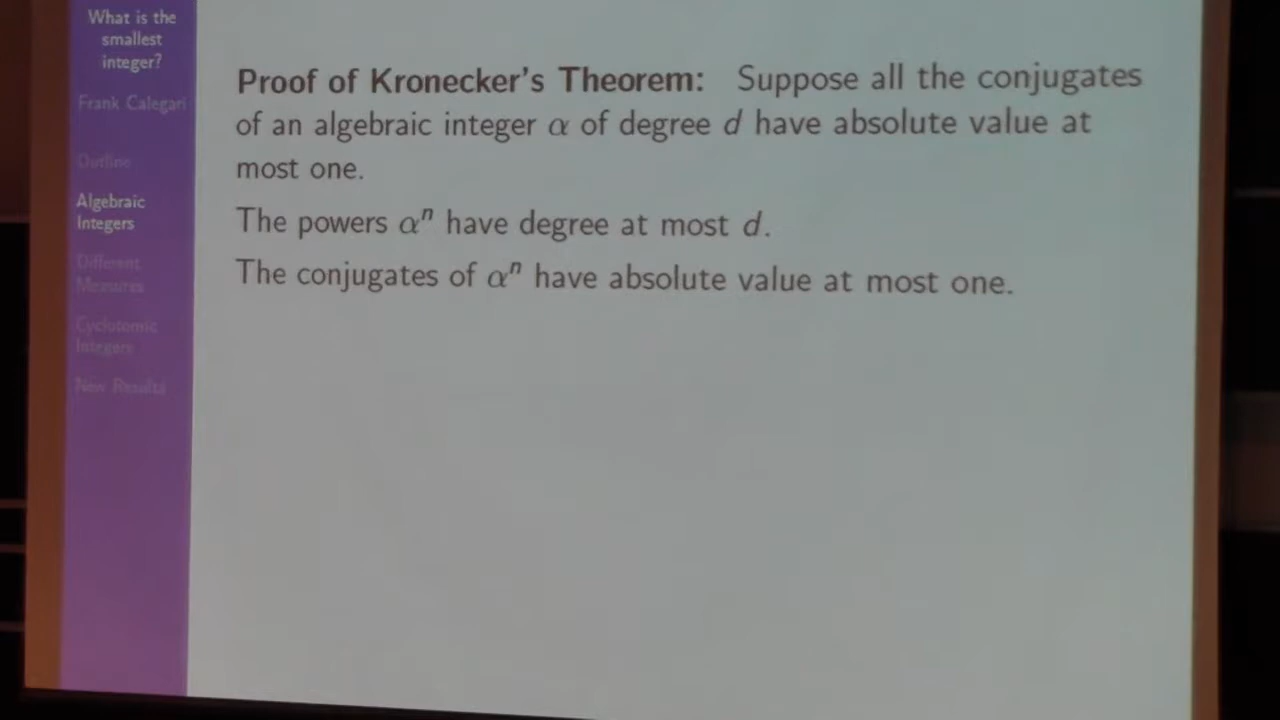 What is the
smallest
integer?
Frank Calegari
Outline
Algebraic
Integers
Different
Measures
Cyclotomic
Integers
New Results
Proof of Kronecker's Theorem: Suppose all the conjugates
of an algebraic integer α of degree d have absolute value at
most one.
The powers αⁿ have degree at most d.
The conjugates of αⁿ have absolute value at most one.